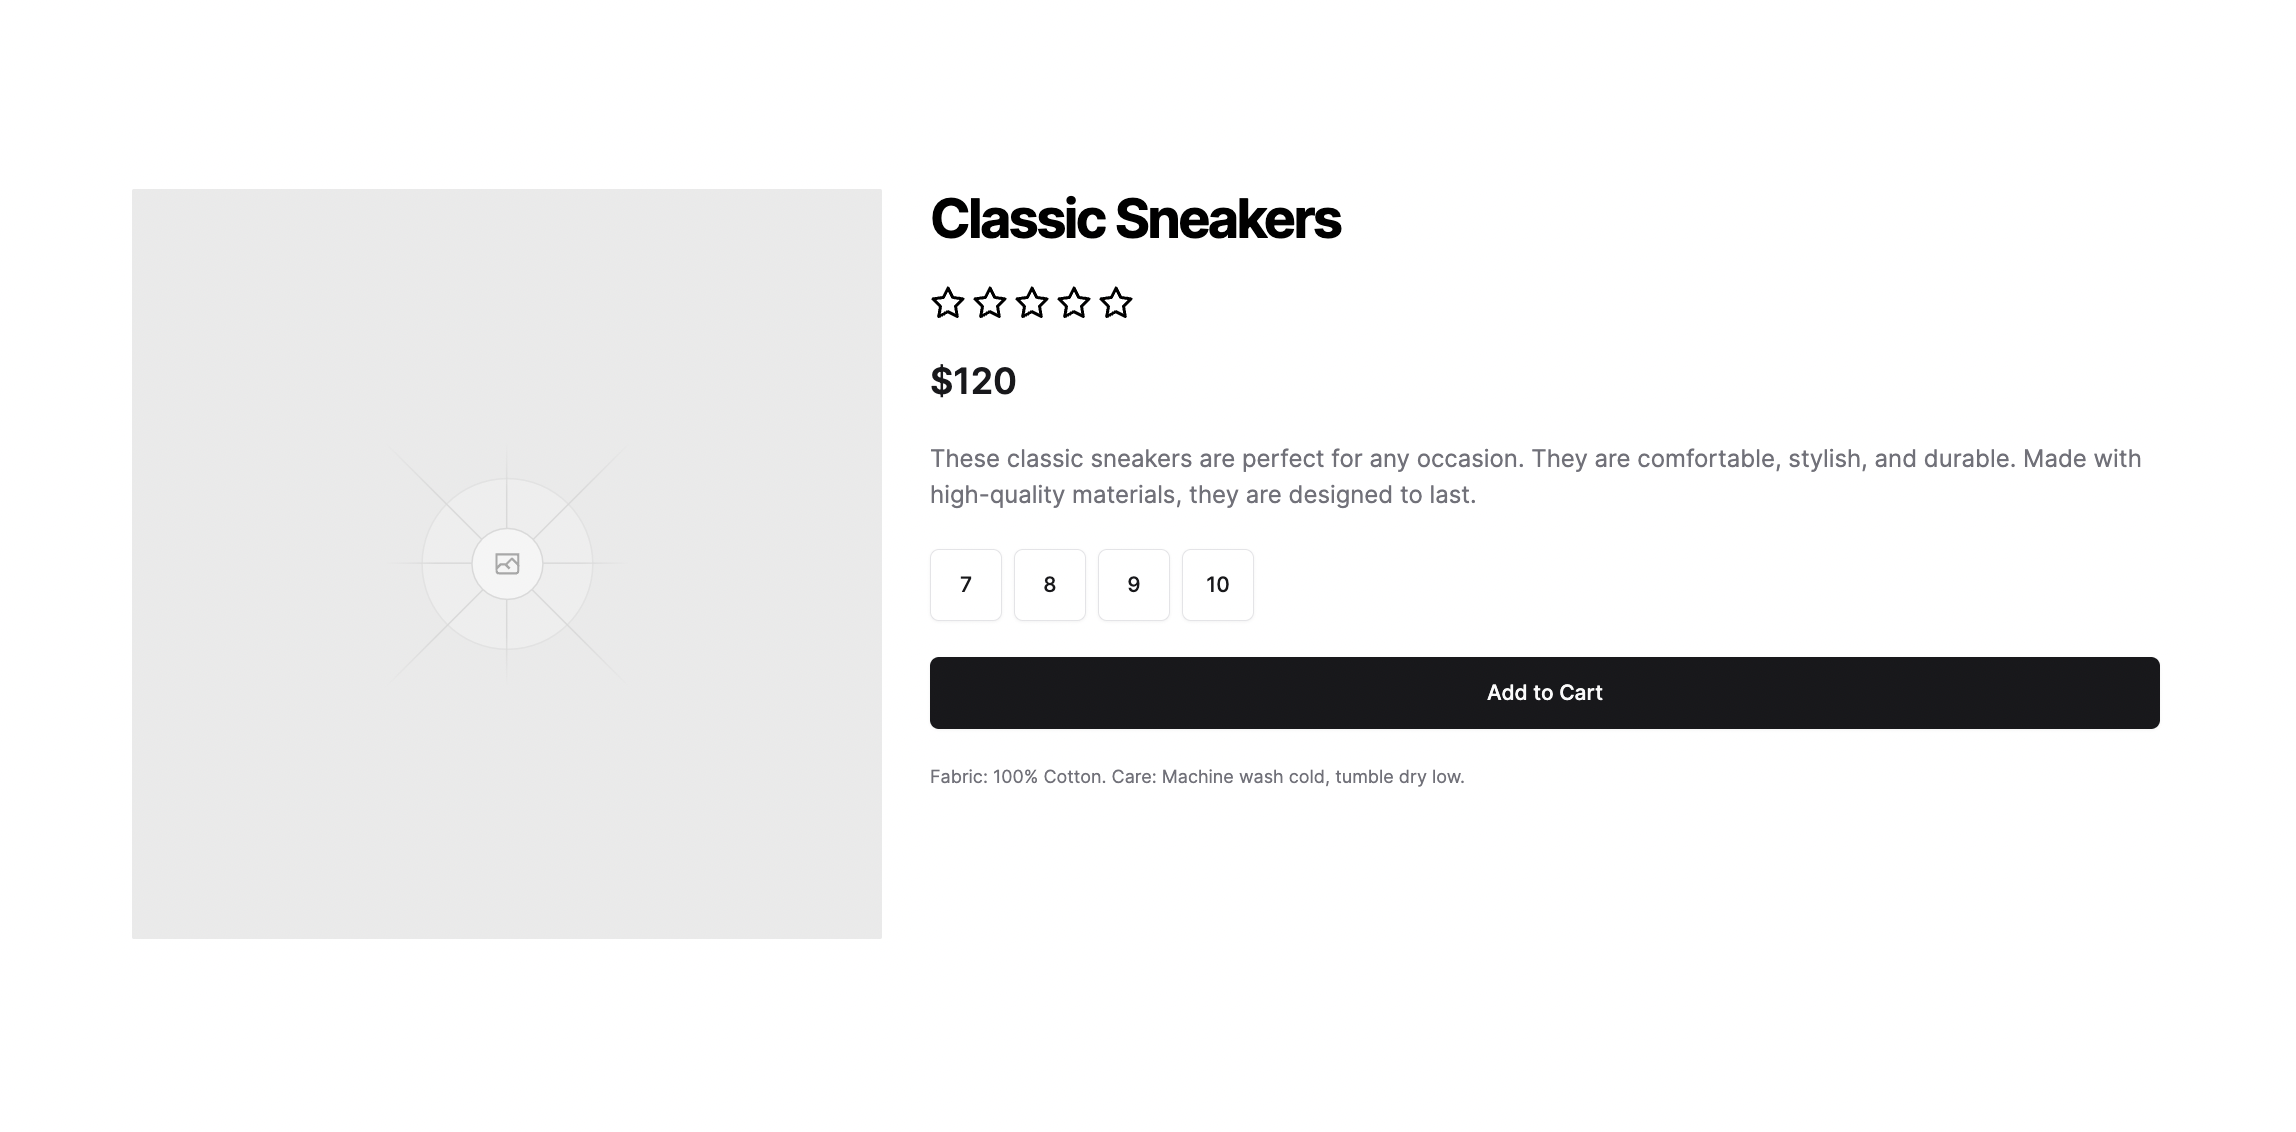 Classic Sneakers
$120
These classic sneakers are perfect for any occasion. They are comfortable, stylish, and durable. Made with
high-quality materials, they are designed to last.
7 8 9 10
Add to Cart
Fabric: 100% Cotton. Care: Machine wash cold, tumble dry low.